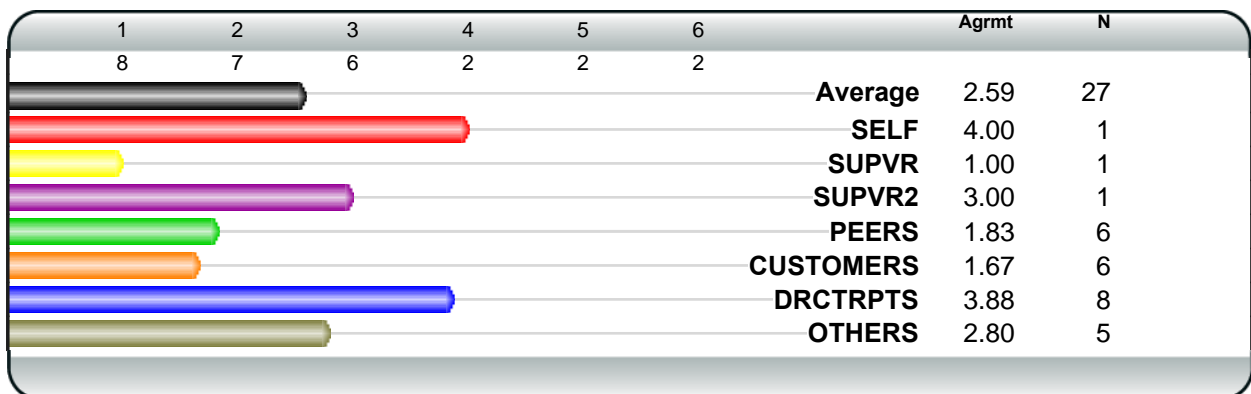 1 2 3 4 5 6 Agrmt N
8 7 6 2 2 2
Average 2.59 27
SELF 4.00 1
SUPVR 1.00 1
SUPVR2 3.00 1
PEERS 1.83 6
CUSTOMERS 1.67 6
DRCTRPTS 3.88 8
OTHERS 2.80 5